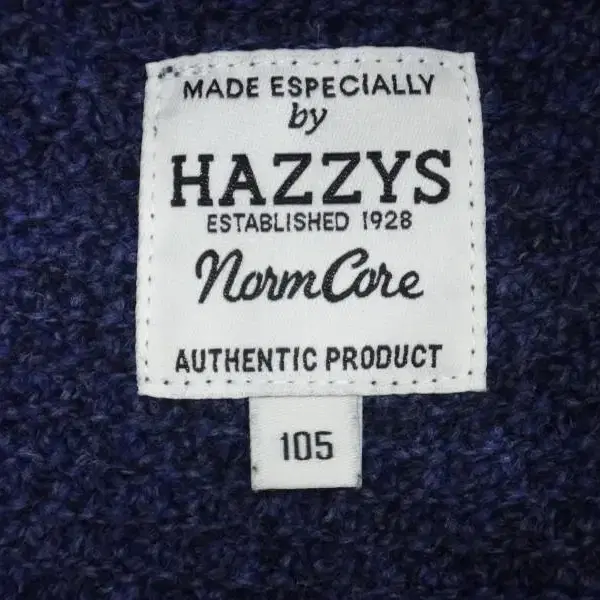 MADE ESPECIALLY
by
HAZZYS
ESTABLISHED 1928
NormCore
AUTHENTIC PRODUCT
105